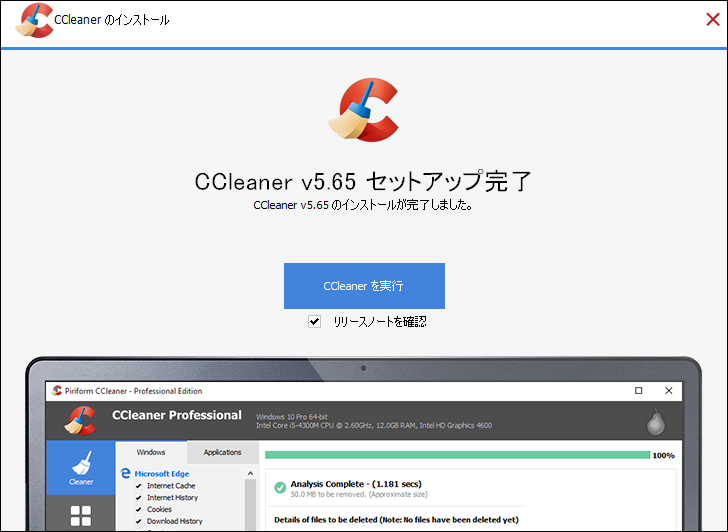 CCleaner のインストール
CCleaner v5.65 セットアップ完了
CCleaner v5.65 のインストールが完了しました。
CCleaner を実行
リリースノートを確認
Piriform CCleaner - Professional Edition
CCleaner Professional
Windows 10 Pro 64-bit
Intel Core i5-4300M CPU @ 2.60GHz, 12.0GB RAM, Intel HD Graphics 4600
Cleaner
Windows
Applications
Microsoft Edge
Internet Cache
Internet History
Cookies
Download History
100%
Analysis Complete - (1.181 secs)
50.0 MB to be removed. (Approximate size)
Details of files to be deleted (Note: No files have been deleted yet)